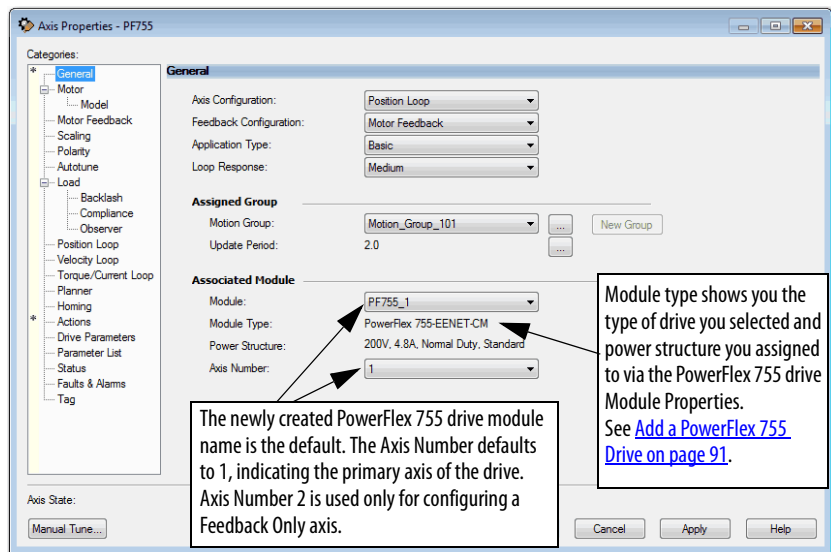 Axis Properties - PF755
Categories:
* General
Motor
Model
Motor Feedback
Scaling
Polarity
Autotune
Load
Backlash
Compliance
Observer
Position Loop
Velocity Loop
Torque/Current Loop
Planner
Homing
* Actions
Drive Parameters
Parameter List
Status
Faults & Alarms
Tag
General
Axis Configuration: Position Loop
Feedback Configuration: Motor Feedback
Application Type: Basic
Loop Response: Medium
Assigned Group
Motion Group: Motion_Group_101 ... New Group
Update Period: 2.0 ...
Associated Module
Module: PF755_1
Module Type: PowerFlex 755-EENET-CM
Power Structure: 200V, 4.8A, Normal Duty, Standard
Axis Number: 1
Module type shows you the
type of drive you selected and
power structure you assigned
to via the PowerFlex 755 drive
Module Properties.
See Add a PowerFlex 755
Drive on page 91.
The newly created PowerFlex 755 drive module
name is the default. The Axis Number defaults
to 1, indicating the primary axis of the drive.
Axis Number 2 is used only for configuring a
Feedback Only axis.
Axis State:
Manual Tune... Cancel Apply Help